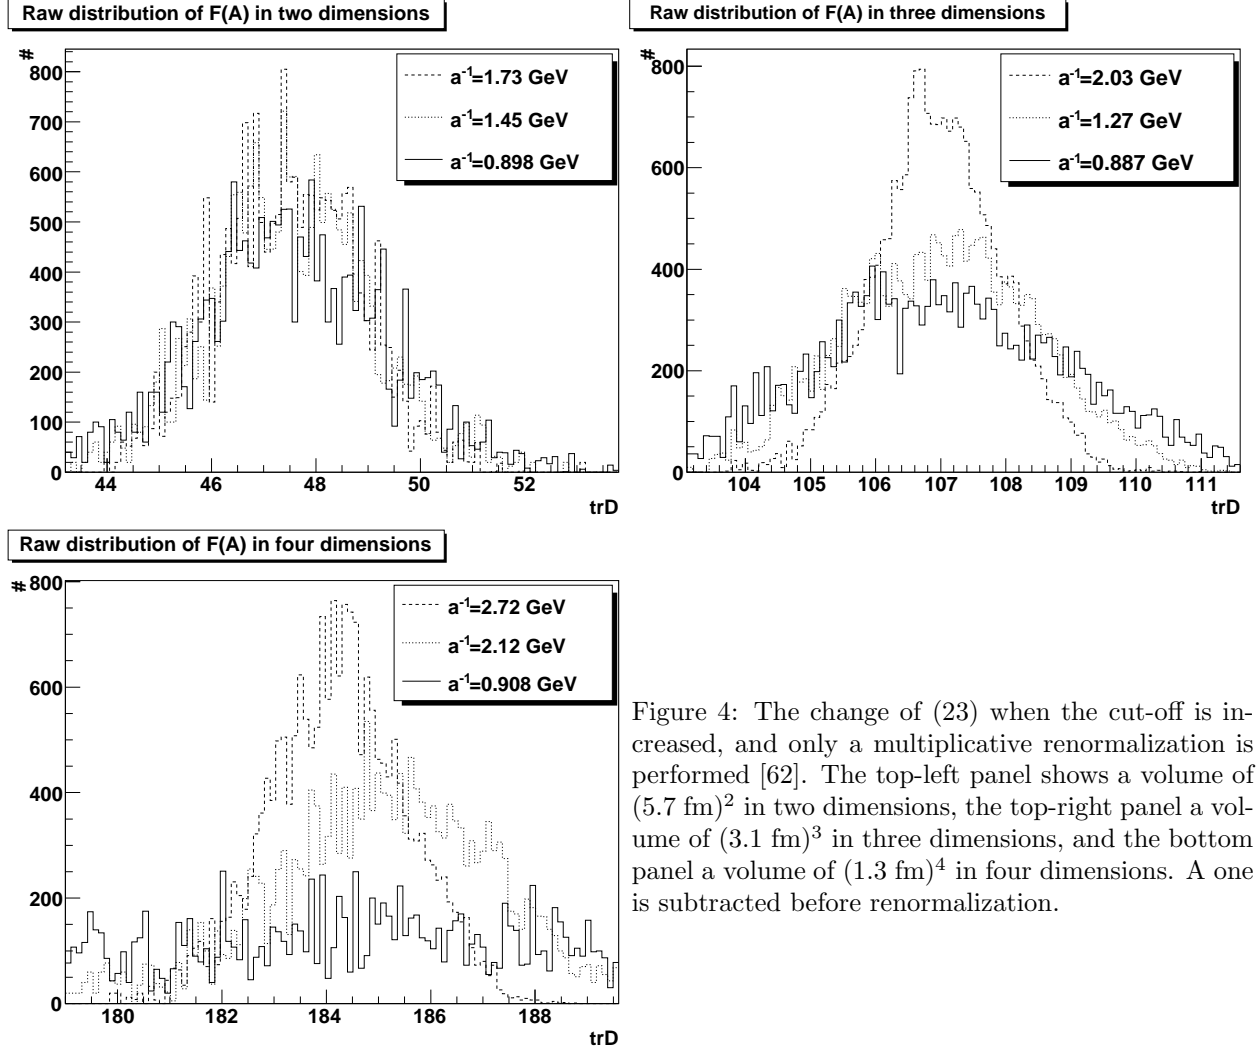 Raw distribution of F(A) in two dimensions
#
800
700
600
500
400
300
200
100
0
44 46 48 50 52
trD
a⁻¹=1.73 GeV
a⁻¹=1.45 GeV
a⁻¹=0.898 GeV
Raw distribution of F(A) in three dimensions
#
800
600
400
200
0
104 105 106 107 108 109 110 111
trD
a⁻¹=2.03 GeV
a⁻¹=1.27 GeV
a⁻¹=0.887 GeV
Raw distribution of F(A) in four dimensions
#
800
600
400
200
0
180 182 184 186 188
trD
a⁻¹=2.72 GeV
a⁻¹=2.12 GeV
a⁻¹=0.908 GeV
Figure 4: The change of (23) when the cut-off is in-
creased, and only a multiplicative renormalization is
performed [62]. The top-left panel shows a volume of
(5.7 fm)² in two dimensions, the top-right panel a vol-
ume of (3.1 fm)³ in three dimensions, and the bottom
panel a volume of (1.3 fm)⁴ in four dimensions. A one
is subtracted before renormalization.